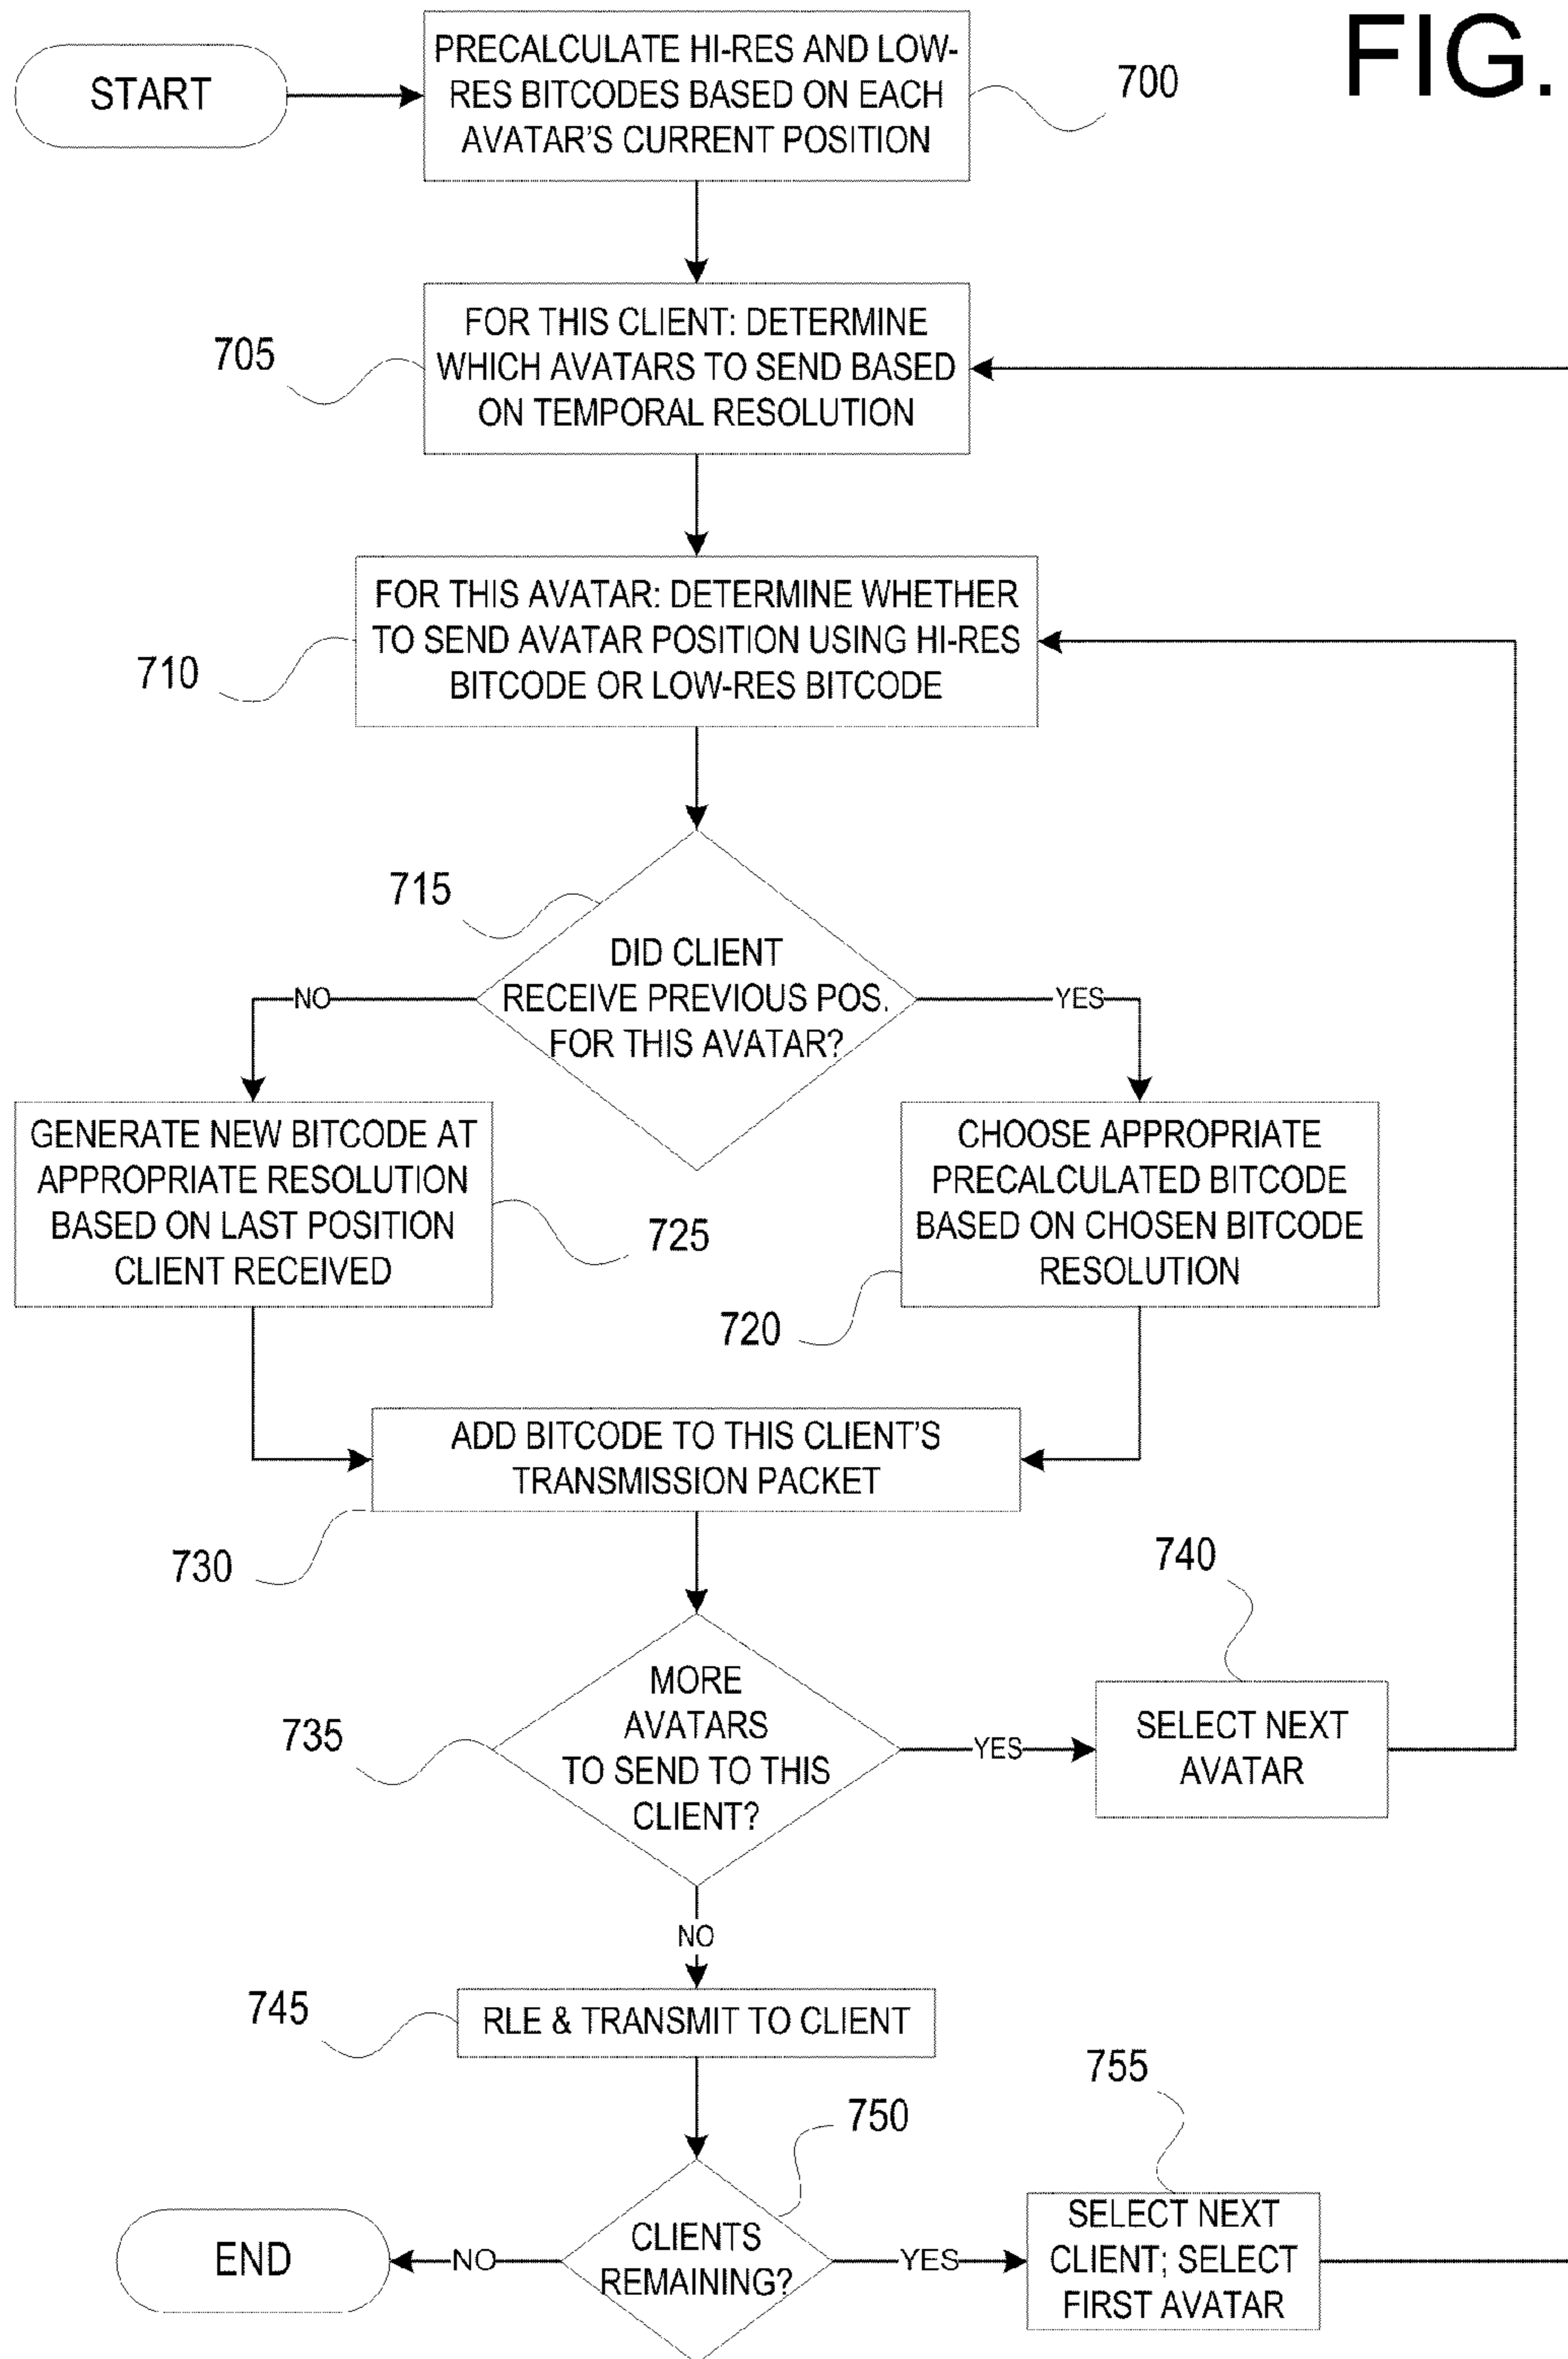 FIG.
START
PRECALCULATE HI-RES AND LOW-
RES BITCODES BASED ON EACH
AVATAR'S CURRENT POSITION
700
FOR THIS CLIENT: DETERMINE
WHICH AVATARS TO SEND BASED
ON TEMPORAL RESOLUTION
705
FOR THIS AVATAR: DETERMINE WHETHER
TO SEND AVATAR POSITION USING HI-RES
BITCODE OR LOW-RES BITCODE
710
715
DID CLIENT
RECEIVE PREVIOUS POS.
FOR THIS AVATAR?
NO
YES
GENERATE NEW BITCODE AT
APPROPRIATE RESOLUTION
BASED ON LAST POSITION
CLIENT RECEIVED
725
CHOOSE APPROPRIATE
PRECALCULATED BITCODE
BASED ON CHOSEN BITCODE
RESOLUTION
720
ADD BITCODE TO THIS CLIENT'S
TRANSMISSION PACKET
730
735
MORE
AVATARS
TO SEND TO THIS
CLIENT?
YES
740
SELECT NEXT
AVATAR
NO
745
RLE & TRANSMIT TO CLIENT
750
CLIENTS
REMAINING?
NO
END
YES
755
SELECT NEXT
CLIENT; SELECT
FIRST AVATAR